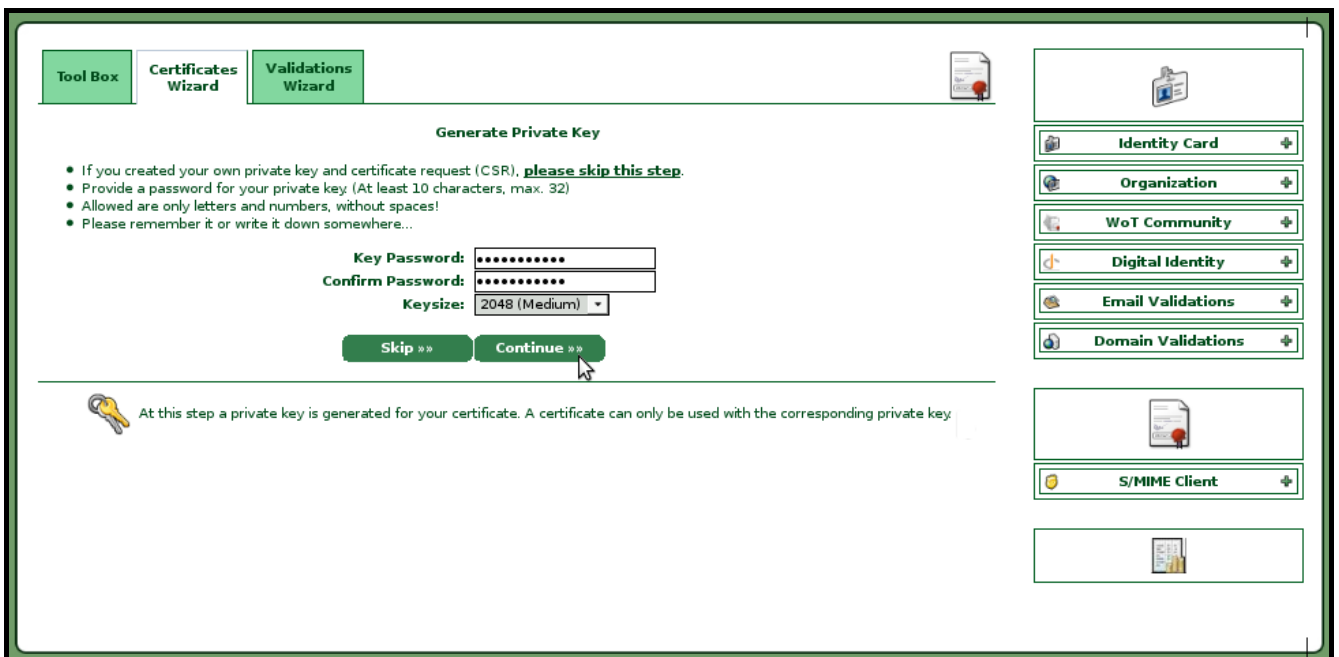 Tool Box
Certificates
Wizard
Validations
Wizard
Generate Private Key
If you created your own private key and certificate request (CSR), please skip this step.
Provide a password for your private key. (At least 10 characters, max. 32)
Allowed are only letters and numbers, without spaces!
Please remember it or write it down somewhere...
Key Password: •••••••••••
Confirm Password: •••••••••••
Keysize: 2048 (Medium)
Skip »» Continue »»
At this step a private key is generated for your certificate. A certificate can only be used with the corresponding private key.
Identity Card
Organization
WoT Community
Digital Identity
Email Validations
Domain Validations
S/MIME Client